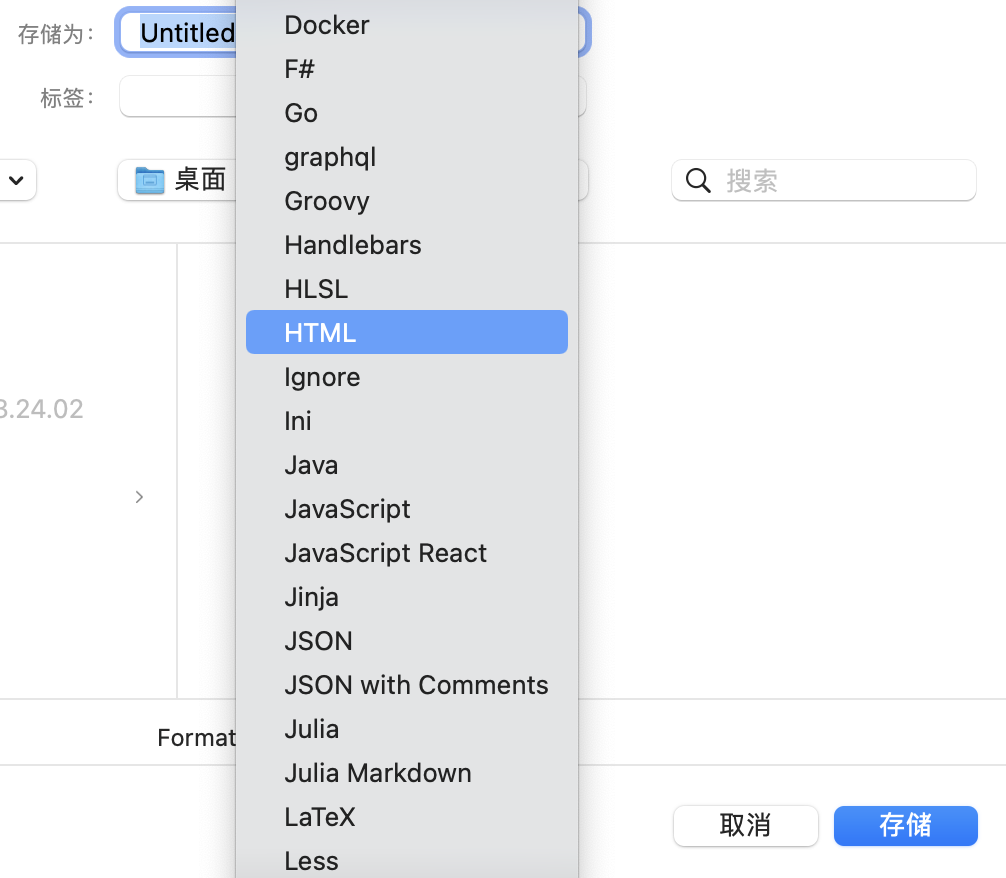 存储为：
Untitled
标签：
桌面
搜索
3.24.02
Format
Docker
F#
Go
graphql
Groovy
Handlebars
HLSL
HTML
Ignore
Ini
Java
JavaScript
JavaScript React
Jinja
JSON
JSON with Comments
Julia
Julia Markdown
LaTeX
Less
取消
存储